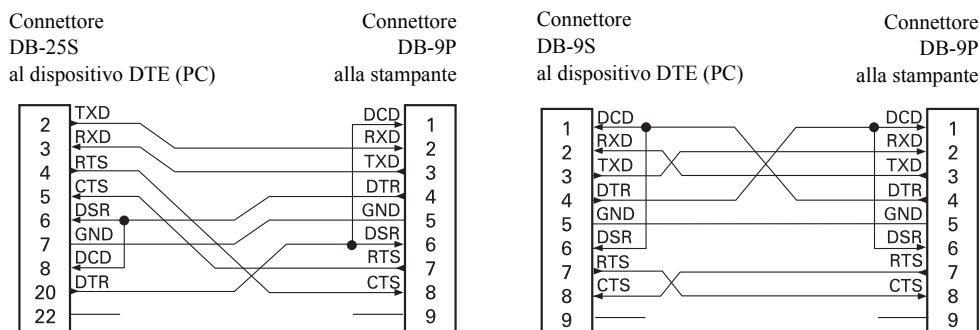 Connettore Connettore
DB-25S DB-9P
al dispositivo DTE (PC) alla stampante
2 TXD DCD 1
3 RXD RXD 2
4 RTS TXD 3
5 CTS DTR 4
6 DSR GND 5
7 GND DSR 6
8 DCD RTS 7
20 DTR CTS 8
22 9
Connettore Connettore
DB-9S DB-9P
al dispositivo DTE (PC) alla stampante
1 DCD DCD 1
2 RXD RXD 2
3 TXD TXD 3
4 DTR DTR 4
5 GND GND 5
6 DSR DSR 6
7 RTS RTS 7
8 CTS CTS 8
9 9